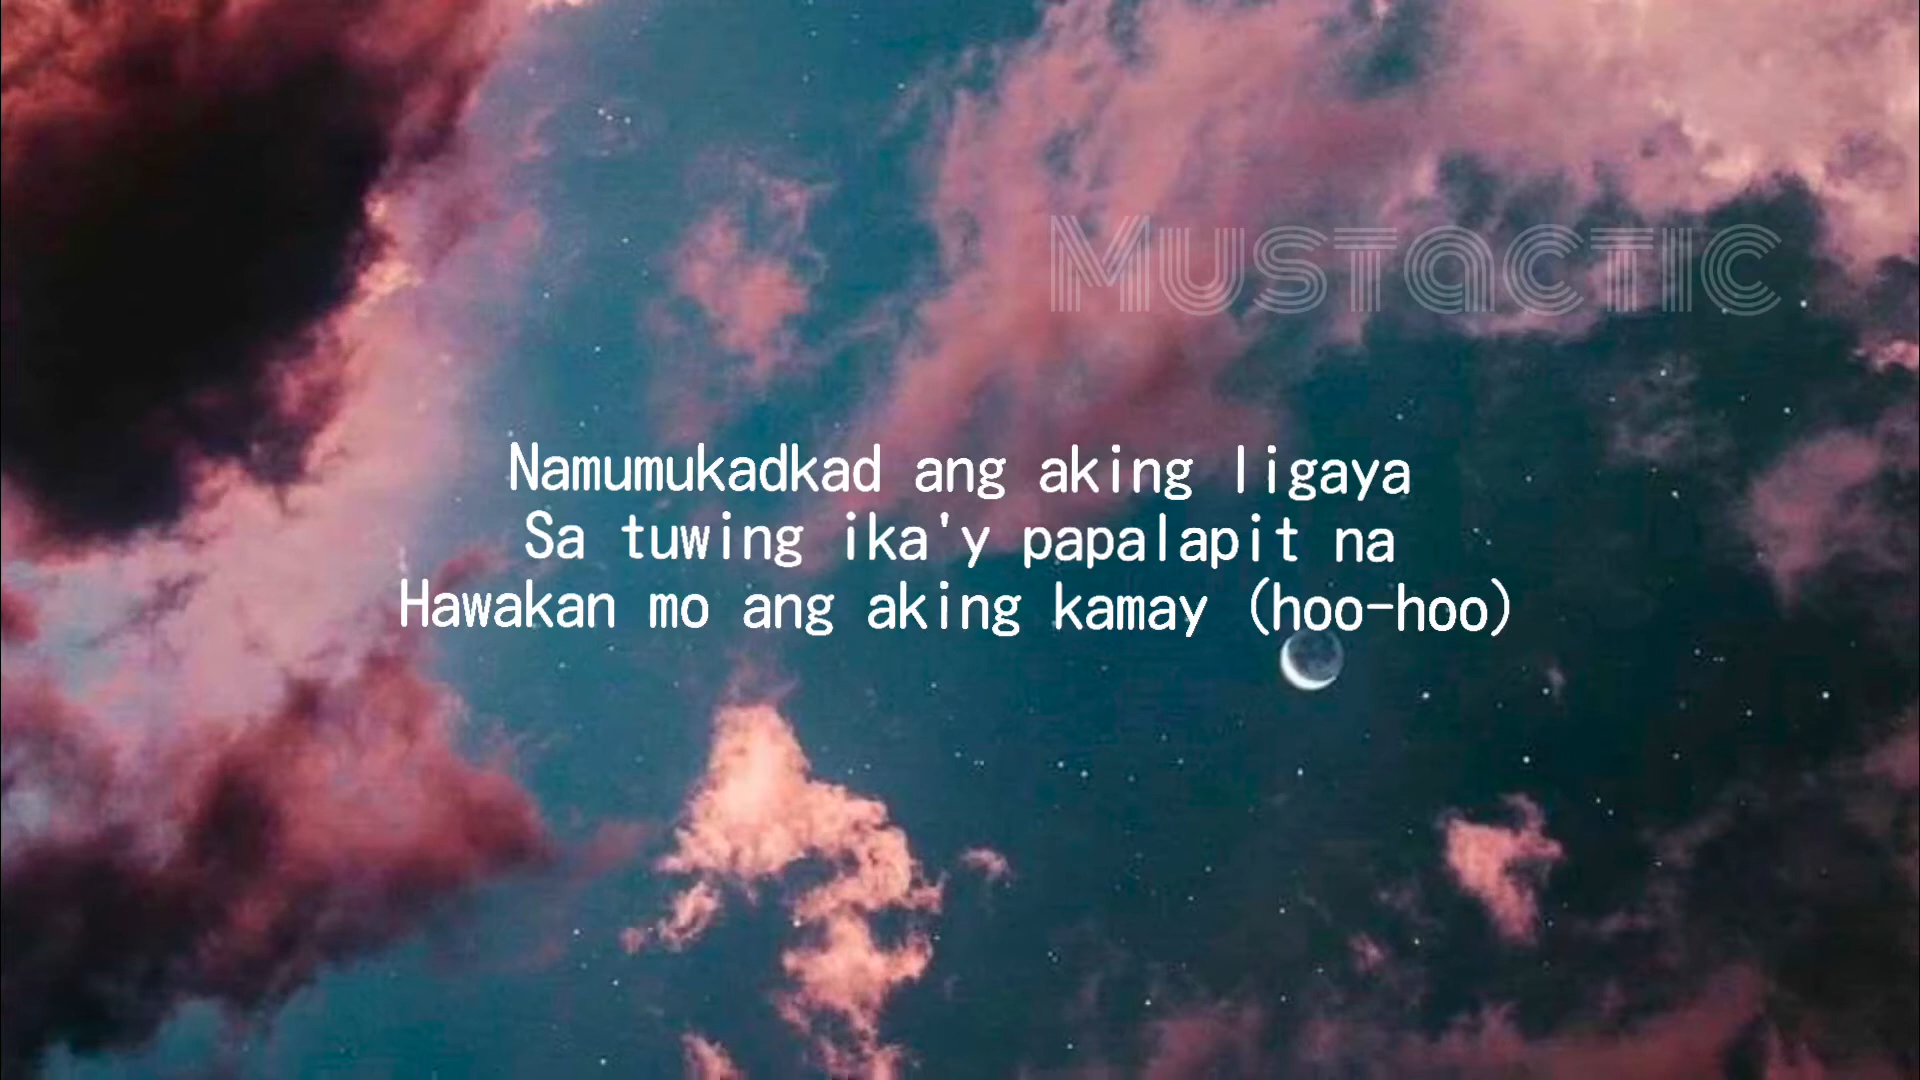 Mustactic
Namumukadkad ang aking ligaya
Sa tuwing ika'y papalapit na
Hawakan mo ang aking kamay (hoo-hoo)